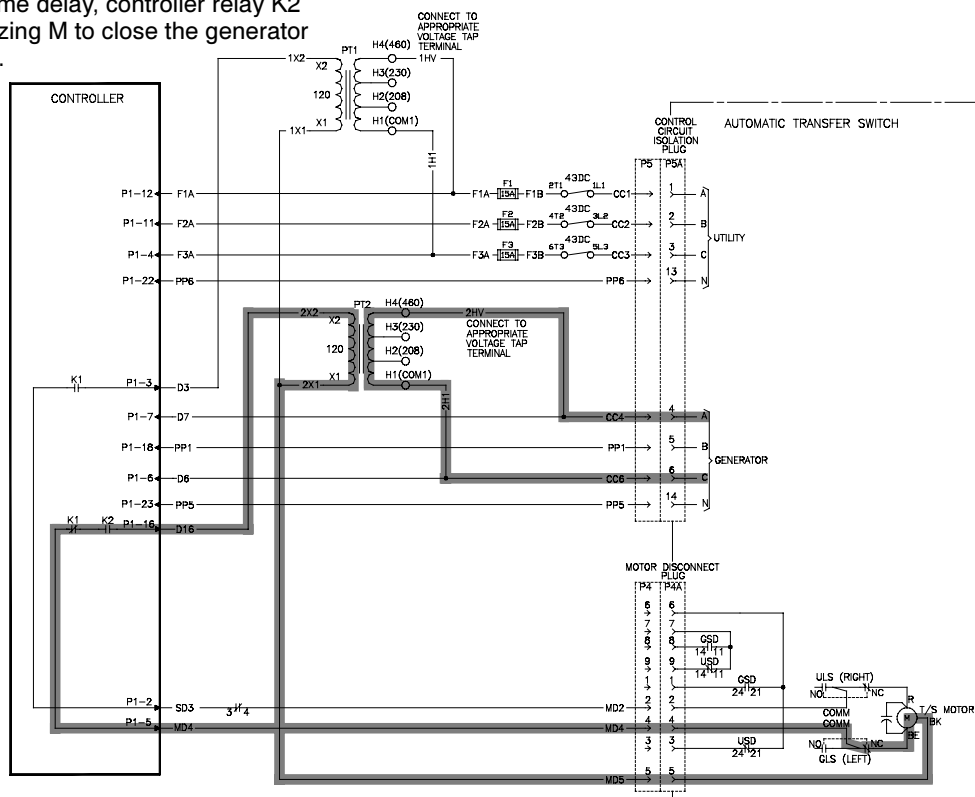 me delay, controller relay K2
zing M to close the generator
.
CONNECT TO
APPROPRIATE
VOLTAGE TAP
TERMINAL
PT1
H4(460)
1X2
X2
1HV
H3(230)
120
H2(208)
H1(COM1)
X1
1X1
1H1
CONTROLLER
CONTROL
CIRCUIT
ISOLATION
PLUG
AUTOMATIC TRANSFER SWITCH
P5 P5A
P1-12 F1A F1A F1 15A F1B 2T1 43DC 1L1 CC1 1 A
P1-11 F2A F2A F2 15A F2B 4T2 43DC 3L2 CC2 2 B
UTILITY
P1-4 F3A F3A F3 15A F3B 6T3 43DC 5L3 CC3 3 C
P1-22 PP6 PP6 13 N
PT2
H4(460)
2X2
X2
2HV
H3(230)
CONNECT TO
APPROPRIATE
VOLTAGE TAP
TERMINAL
120
H2(208)
H1(COM1)
X1
2X1
2H1
K1 P1-3 D3
P1-7 D7 CC4 4 A
P1-18 PP1 PP1 5 B
GENERATOR
P1-6 D6 CC6 6 C
P1-23 PP5 PP5 14 N
K1 K2 P1-16 D16
MOTOR DISCONNECT
PLUG
P4 P4A
6 6
7 7
8 8 GSD
14 11
9 9 USD
14 11
1 1 GSD
24 21
ULS (RIGHT)
NO NC
P1-2 SD3 3 4 MD2 2 2 COMM
R
T/S MOTOR
M
BK
BE
P1-5 MD4 MD4 4 4 COMM
3 3 USD
24 21
NO NC
GLS (LEFT)
MD5 5 5